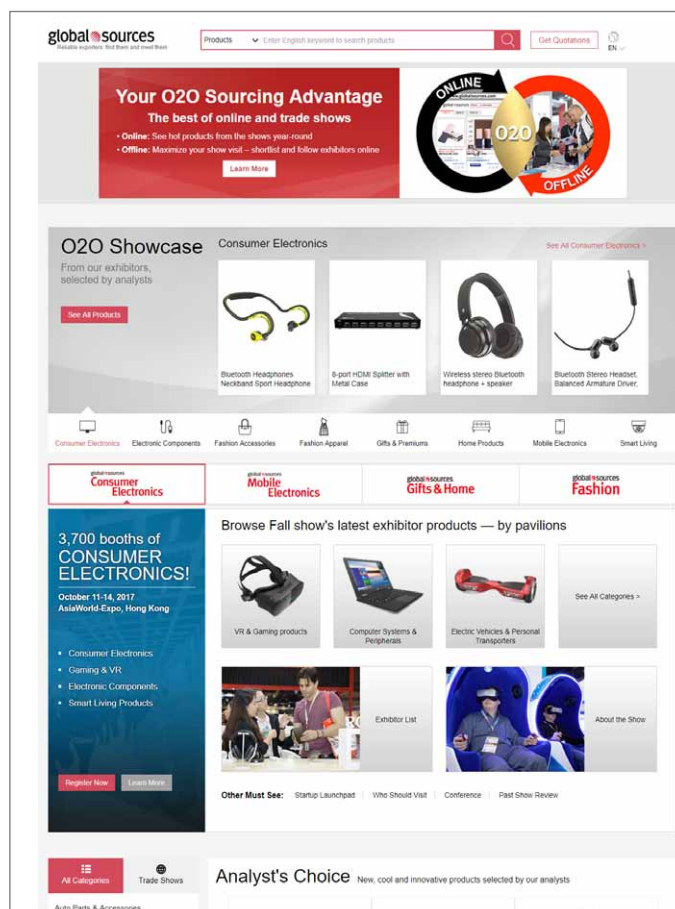 global sources
Reliable exporters: find them and meet them
Products
Enter English keyword to search products
Get Quotations
EN
Your O2O Sourcing Advantage
The best of online and trade shows
• Online: See hot products from the shows year-round
• Offline: Maximize your show visit – shortlist and follow exhibitors online
Learn More
ONLINE
O2O
OFFLINE
O2O Showcase
From our exhibitors,
selected by analysts
See All Products
Consumer Electronics
See All Consumer Electronics >
Bluetooth Headphones
Neckband Sport Headphone
8-port HDMI Splitter with
Metal Case
Wireless stereo Bluetooth
headphone + speaker
Bluetooth Stereo Headset,
Balanced Armature Driver,
Consumer Electronics
Electronic Components
Fashion Accessories
Fashion Apparel
Gifts & Premiums
Home Products
Mobile Electronics
Smart Living
global sources
Consumer
Electronics
global sources
Mobile
Electronics
global sources
Gifts & Home
global sources
Fashion
3,700 booths of
CONSUMER
ELECTRONICS!
October 11-14, 2017
AsiaWorld-Expo, Hong Kong
• Consumer Electronics
• Gaming & VR
• Electronic Components
• Smart Living Products
Register Now
Learn More
Browse Fall show's latest exhibitor products — by pavilions
VR & Gaming products
Computer Systems &
Peripherals
Electric Vehicles & Personal
Transporters
See All Categories >
Exhibitor List
About the Show
Other Must See:
Startup Launchpad
Who Should Visit
Conference
Past Show Review
All Categories
Trade Shows
Auto Parts & Accessories
Analyst's Choice
New, cool and innovative products selected by our analysts